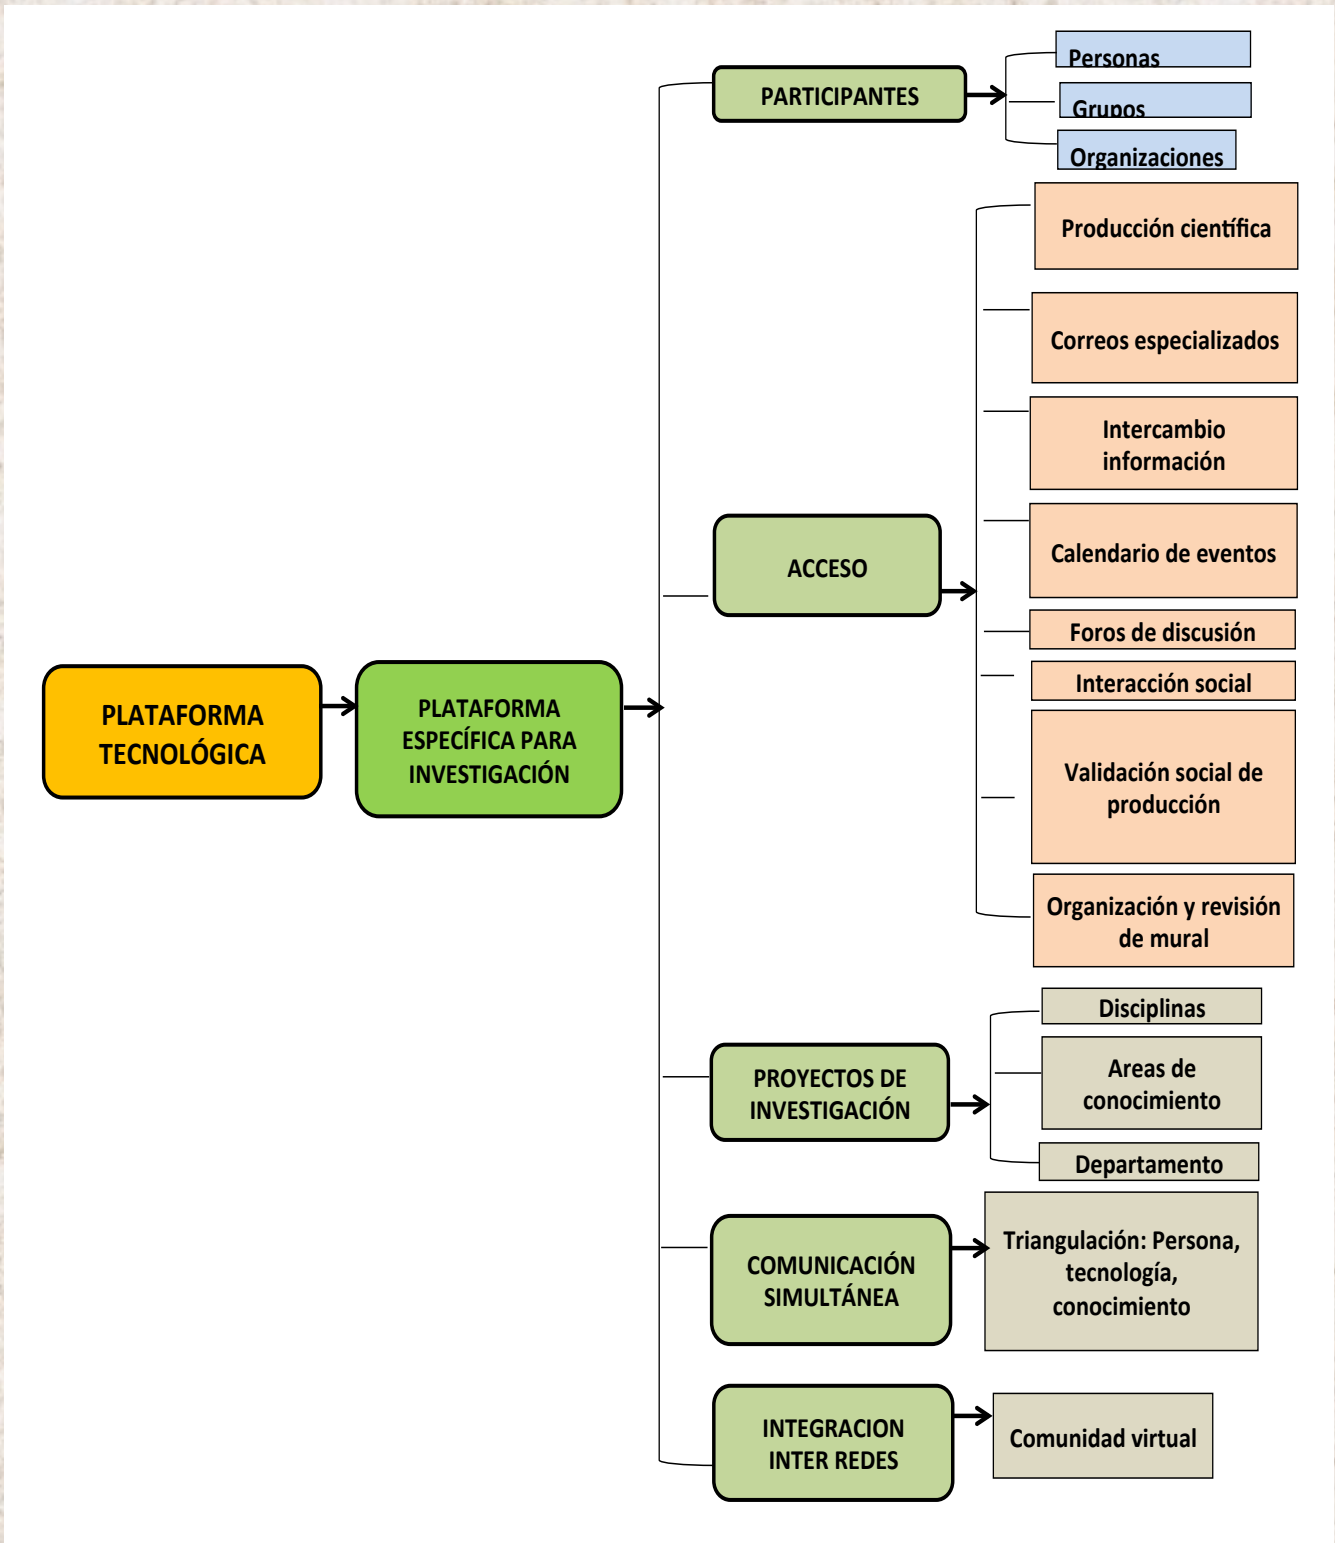 PLATAFORMA
TECNOLÓGICA
PLATAFORMA
ESPECÍFICA PARA
INVESTIGACIÓN
PARTICIPANTES
Personas
Grupos
Organizaciones
ACCESO
Producción científica
Correos especializados
Intercambio
información
Calendario de eventos
Foros de discusión
Interacción social
Validación social de
producción
Organización y revisión
de mural
PROYECTOS DE
INVESTIGACIÓN
Disciplinas
Areas de
conocimiento
Departamento
COMUNICACIÓN
SIMULTÁNEA
Triangulación: Persona,
tecnología,
conocimiento
INTEGRACION
INTER REDES
Comunidad virtual